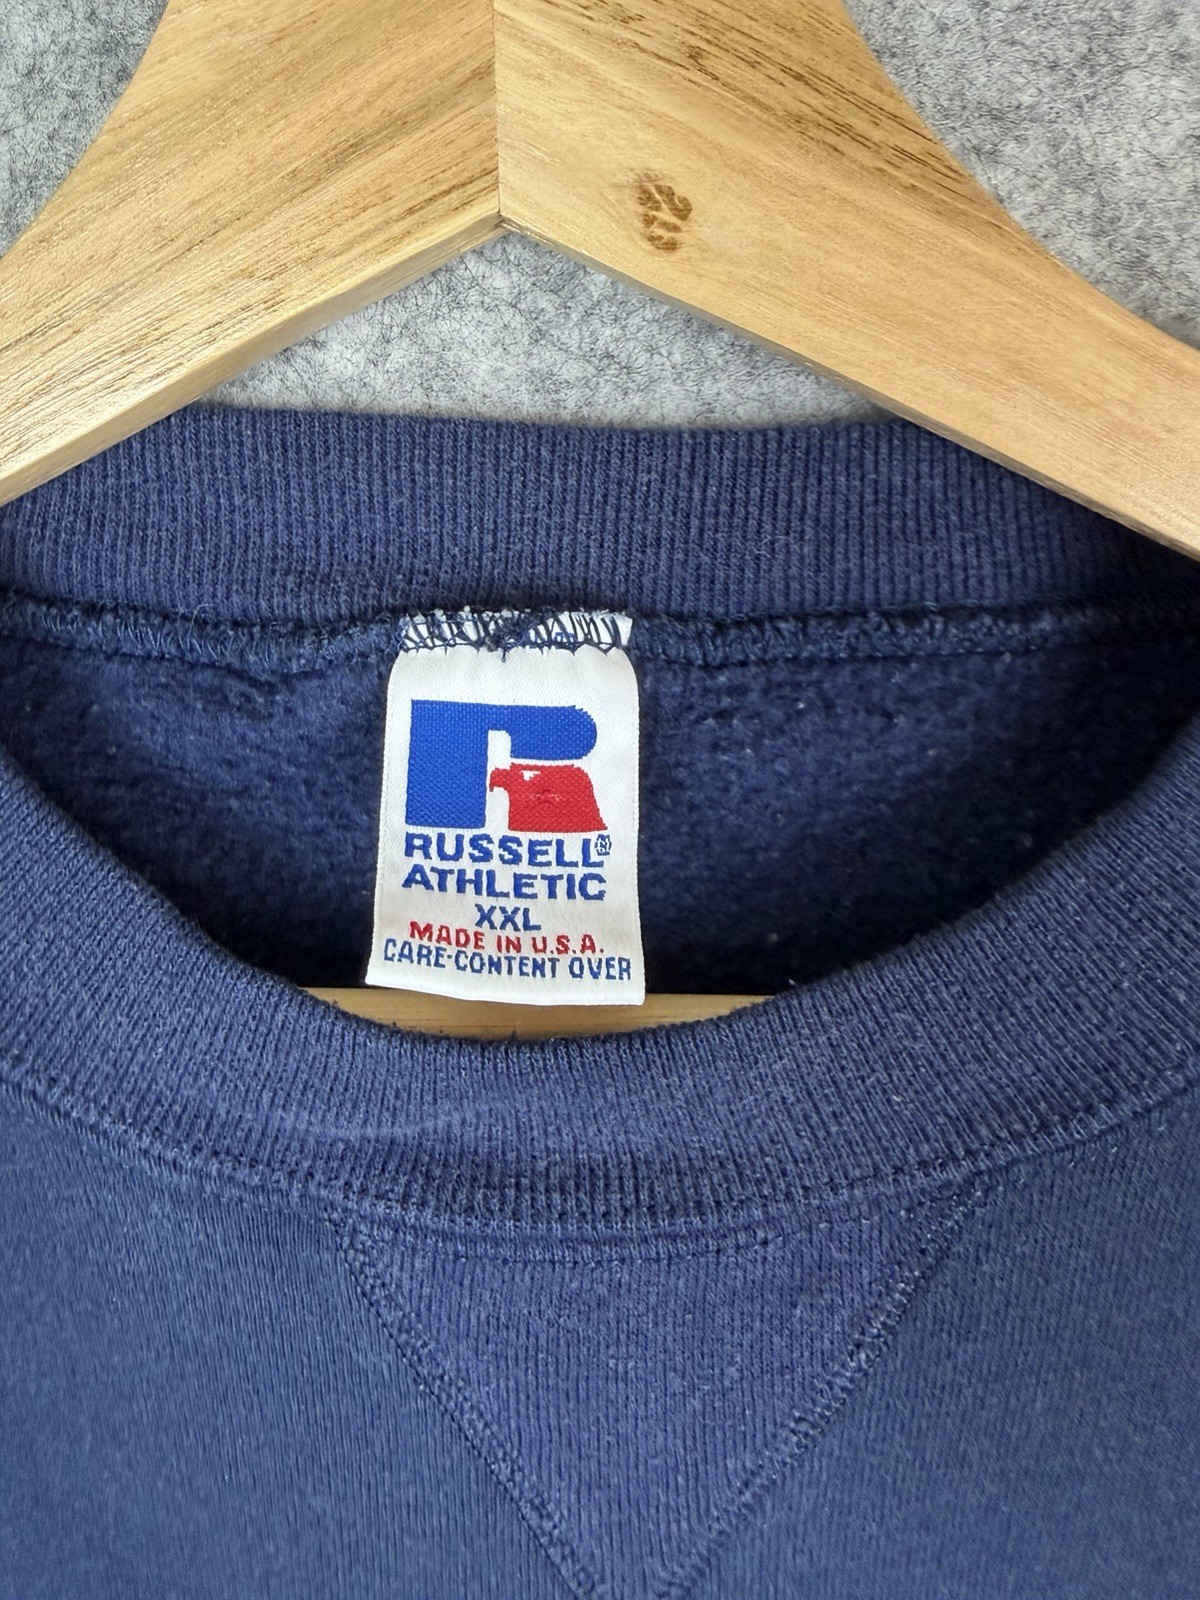 R
RUSSELL®
ATHLETIC
XXL
MADE IN U.S.A.
CARE-CONTENT OVER